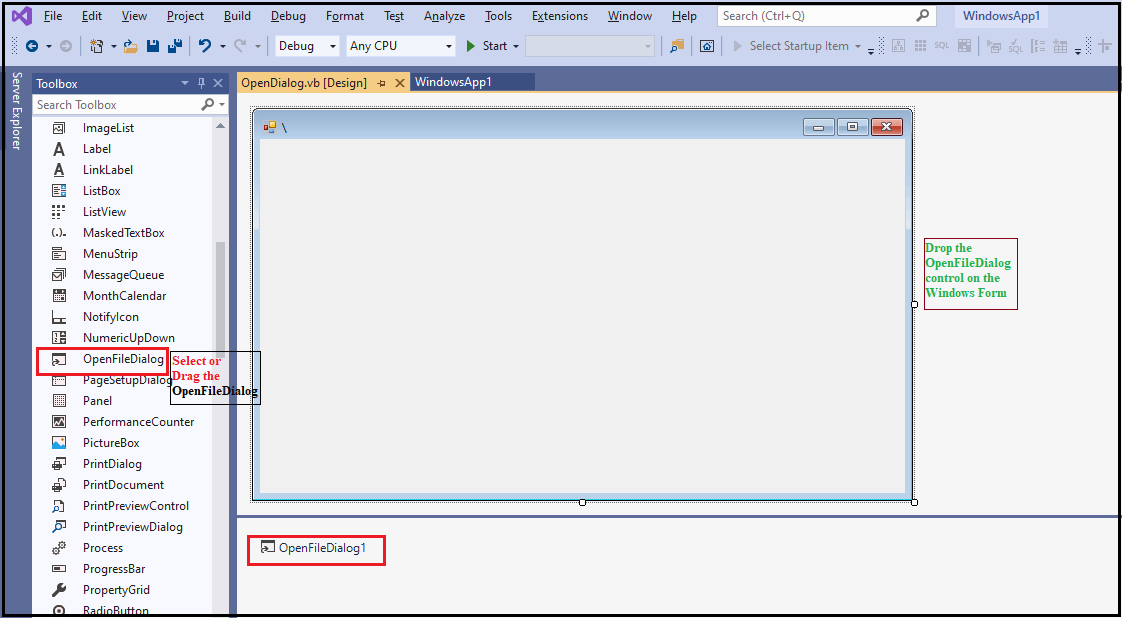 File Edit View Project Build Debug Format Test Analyze Tools Extensions Window Help Search (Ctrl+Q) WindowsApp1
Debug Any CPU Start Select Startup Item SQL SQL
Server Explorer
Toolbox
OpenDialog.vb [Design] WindowsApp1
Search Toolbox
\
ImageList
A Label
A LinkLabel
ListBox
ListView
(.). MaskedTextBox
MenuStrip
MessageQueue
MonthCalendar
NotifyIcon
NumericUpDown
OpenFileDialog
PageSetupDialog
Panel
PerformanceCounter
PictureBox
PrintDialog
PrintDocument
PrintPreviewControl
PrintPreviewDialog
Process
ProgressBar
PropertyGrid
RadioButton
Select or
Drag the
OpenFileDialog
Drop the
OpenFileDialog
control on the
Windows Form
OpenFileDialog1